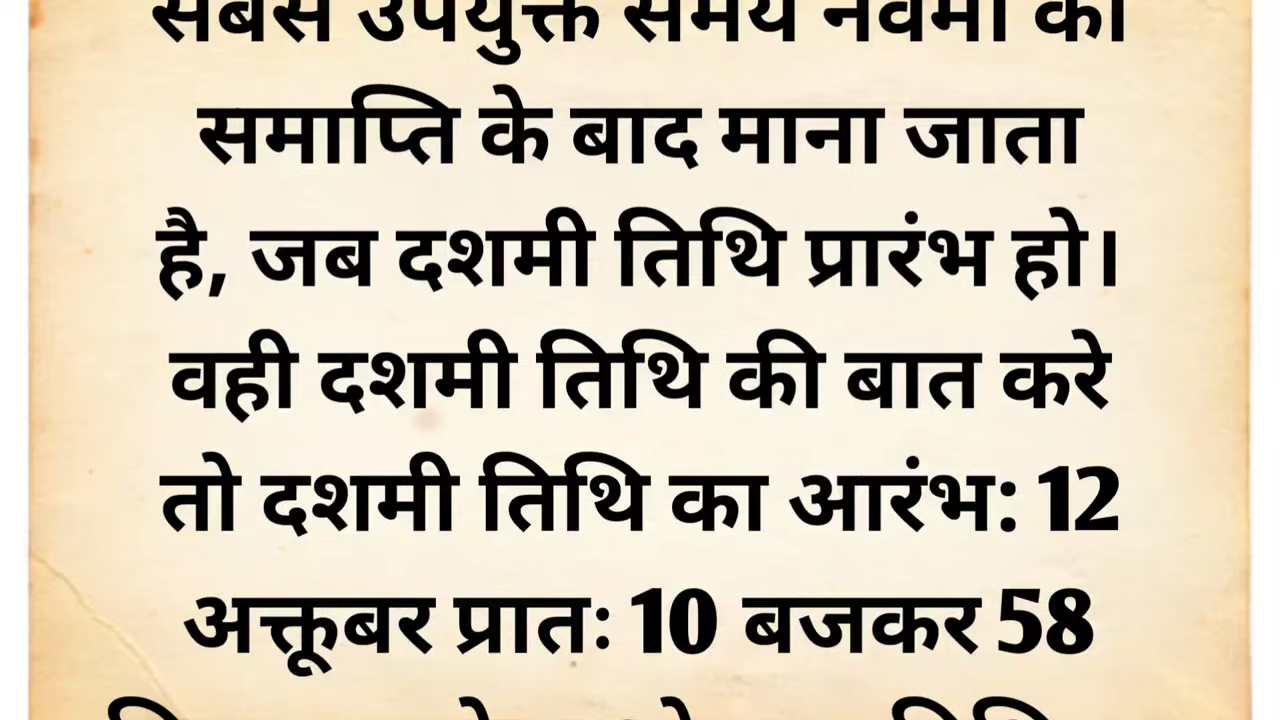 सबसे उपयुक्त समय नवमी की
समाप्ति के बाद माना जाता
है, जब दशमी तिथि प्रारंभ हो।
वही दशमी तिथि की बात करे
तो दशमी तिथि का आरंभ: 12
अक्तूबर प्रातः 10 बजकर 58